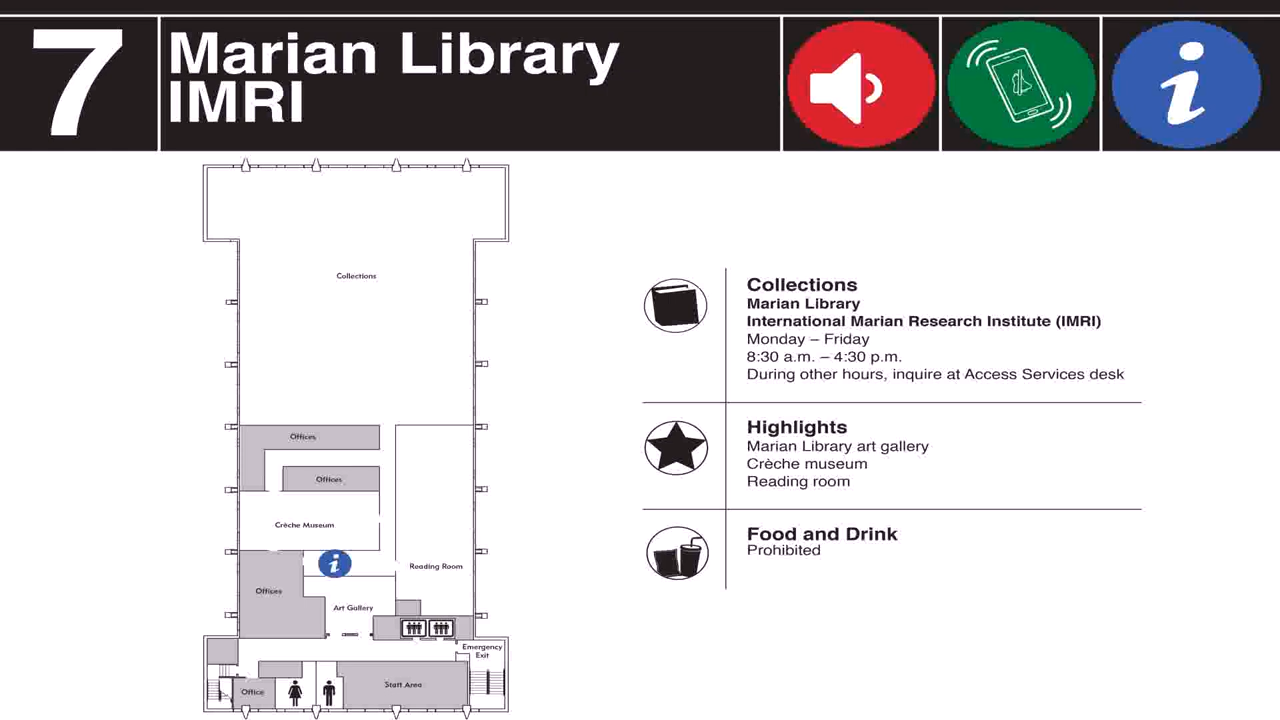 7
Marian Library
IMRI
i
Collections
Offices
Offices
Crèche Museum
i
Reading Room
Offices
Art Gallery
Emergency
Exit
Office
Staff Area
Collections
Marian Library
International Marian Research Institute (IMRI)
Monday – Friday
8:30 a.m. – 4:30 p.m.
During other hours, inquire at Access Services desk
Highlights
Marian Library art gallery
Crèche museum
Reading room
Food and Drink
Prohibited